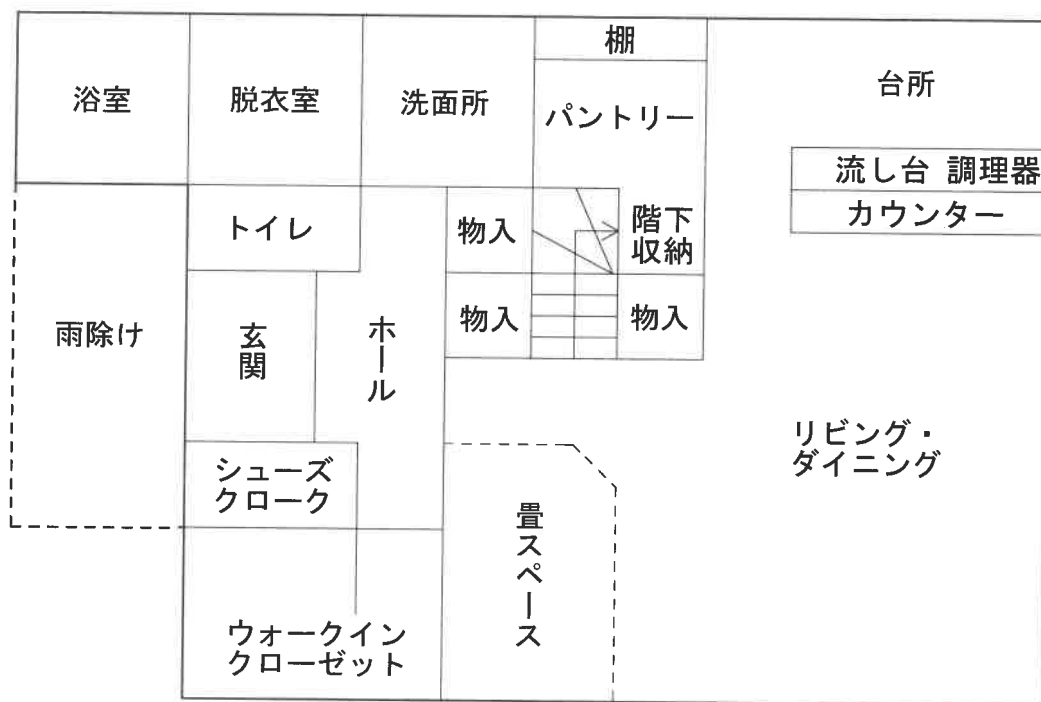 棚
浴室
脱衣室
洗面所
パントリー
台所
流し台 調理器
カウンター
トイレ
物入
階下
収納
雨除け
玄関
ホール
物入
物入
リビング・
ダイニング
シューズ
クローク
畳スペース
ウォークイン
クローゼット